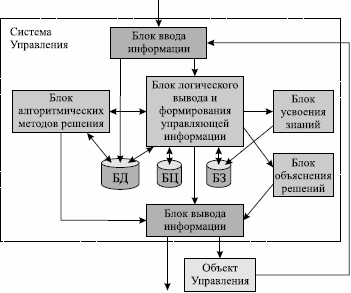 Система
Управления
Блок ввода
информации
Блок
алгоритмических
методов решения
Блок логического
вывода и
формирования
управляющей
информации
Блок
усвоения
знаний
БД
БЦ
БЗ
Блок
объяснения
решений
Блок вывода
информации
Объект
Управления